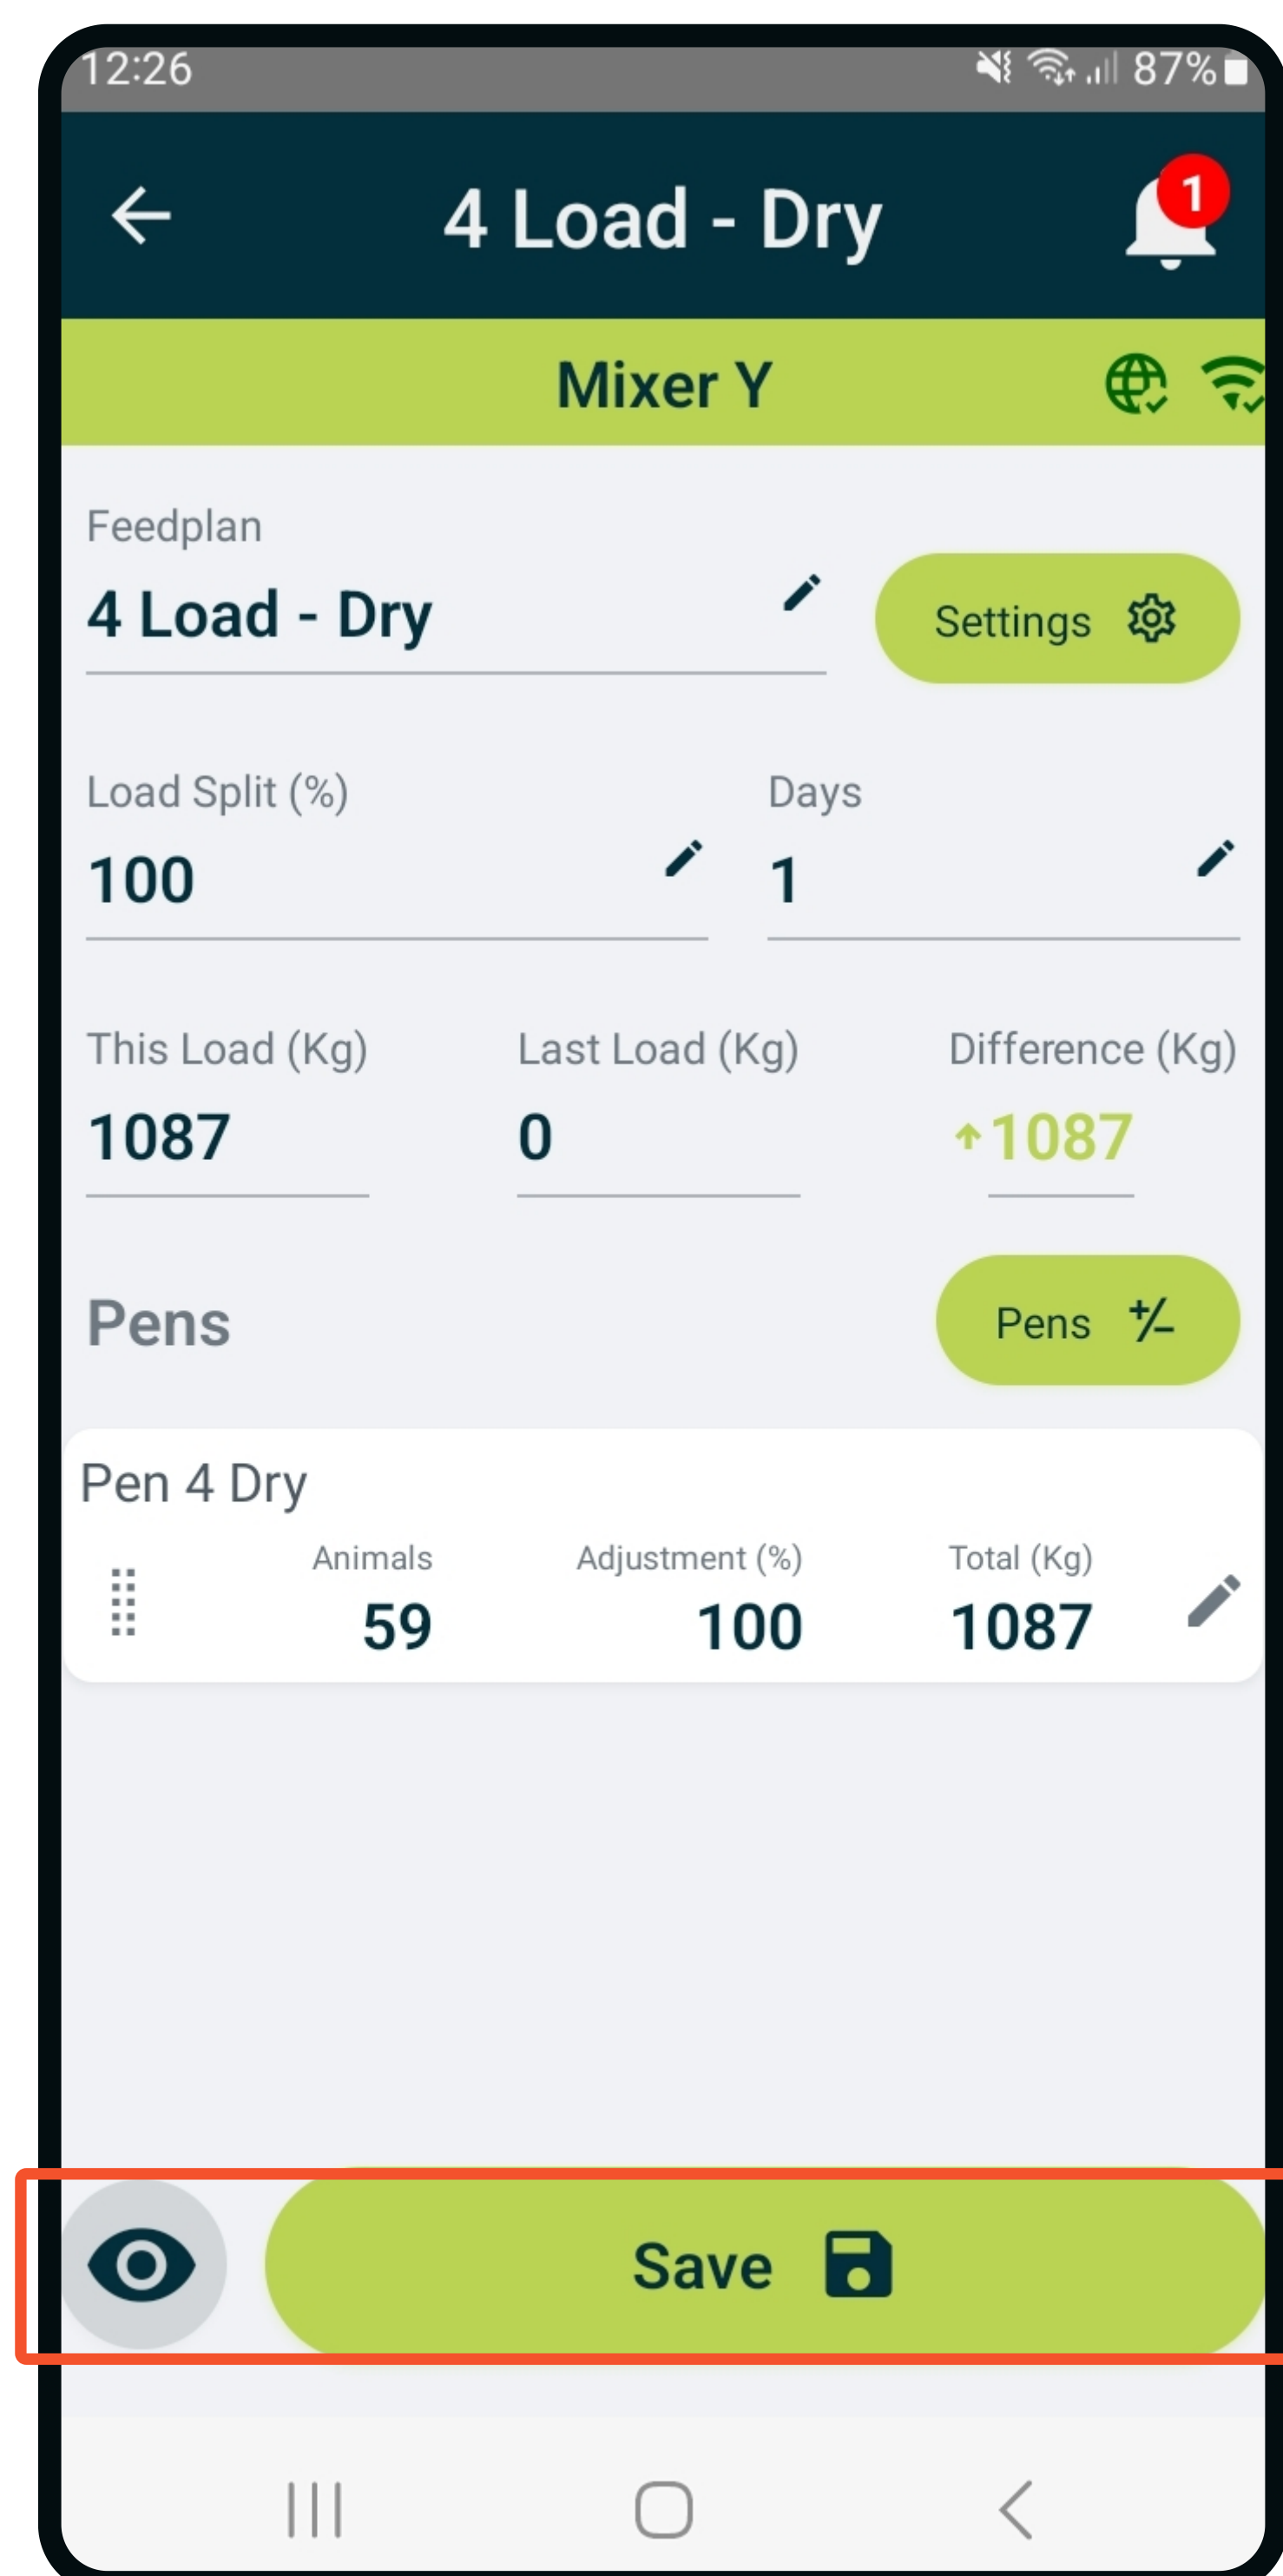 12:26 87%
4 Load - Dry 1
Mixer Y
Feedplan
4 Load - Dry
Settings
Load Split (%) Days
100 1
This Load (Kg) Last Load (Kg) Difference (Kg)
1087 0 1087
Pens Pens
Pen 4 Dry
Animals Adjustment (%) Total (Kg)
59 100 1087
Save